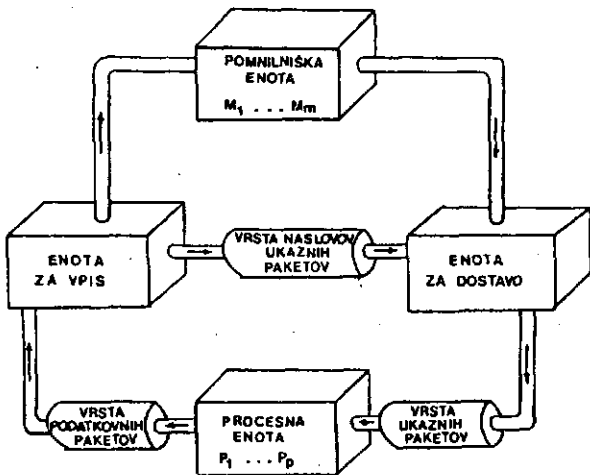 POMNILNIŠKA
ENOTA
M₁ . . . Mm
ENOTA
ZA VPIS
VRSTA NASLOVOV
UKAZNIH
PAKETOV
ENOTA
ZA DOSTAVO
VRSTA
PODATKOVNIH
PAKETOV
PROCESNA
ENOTA
P₁ . . . Pp
VRSTA
UKAZNIH
PAKETOV